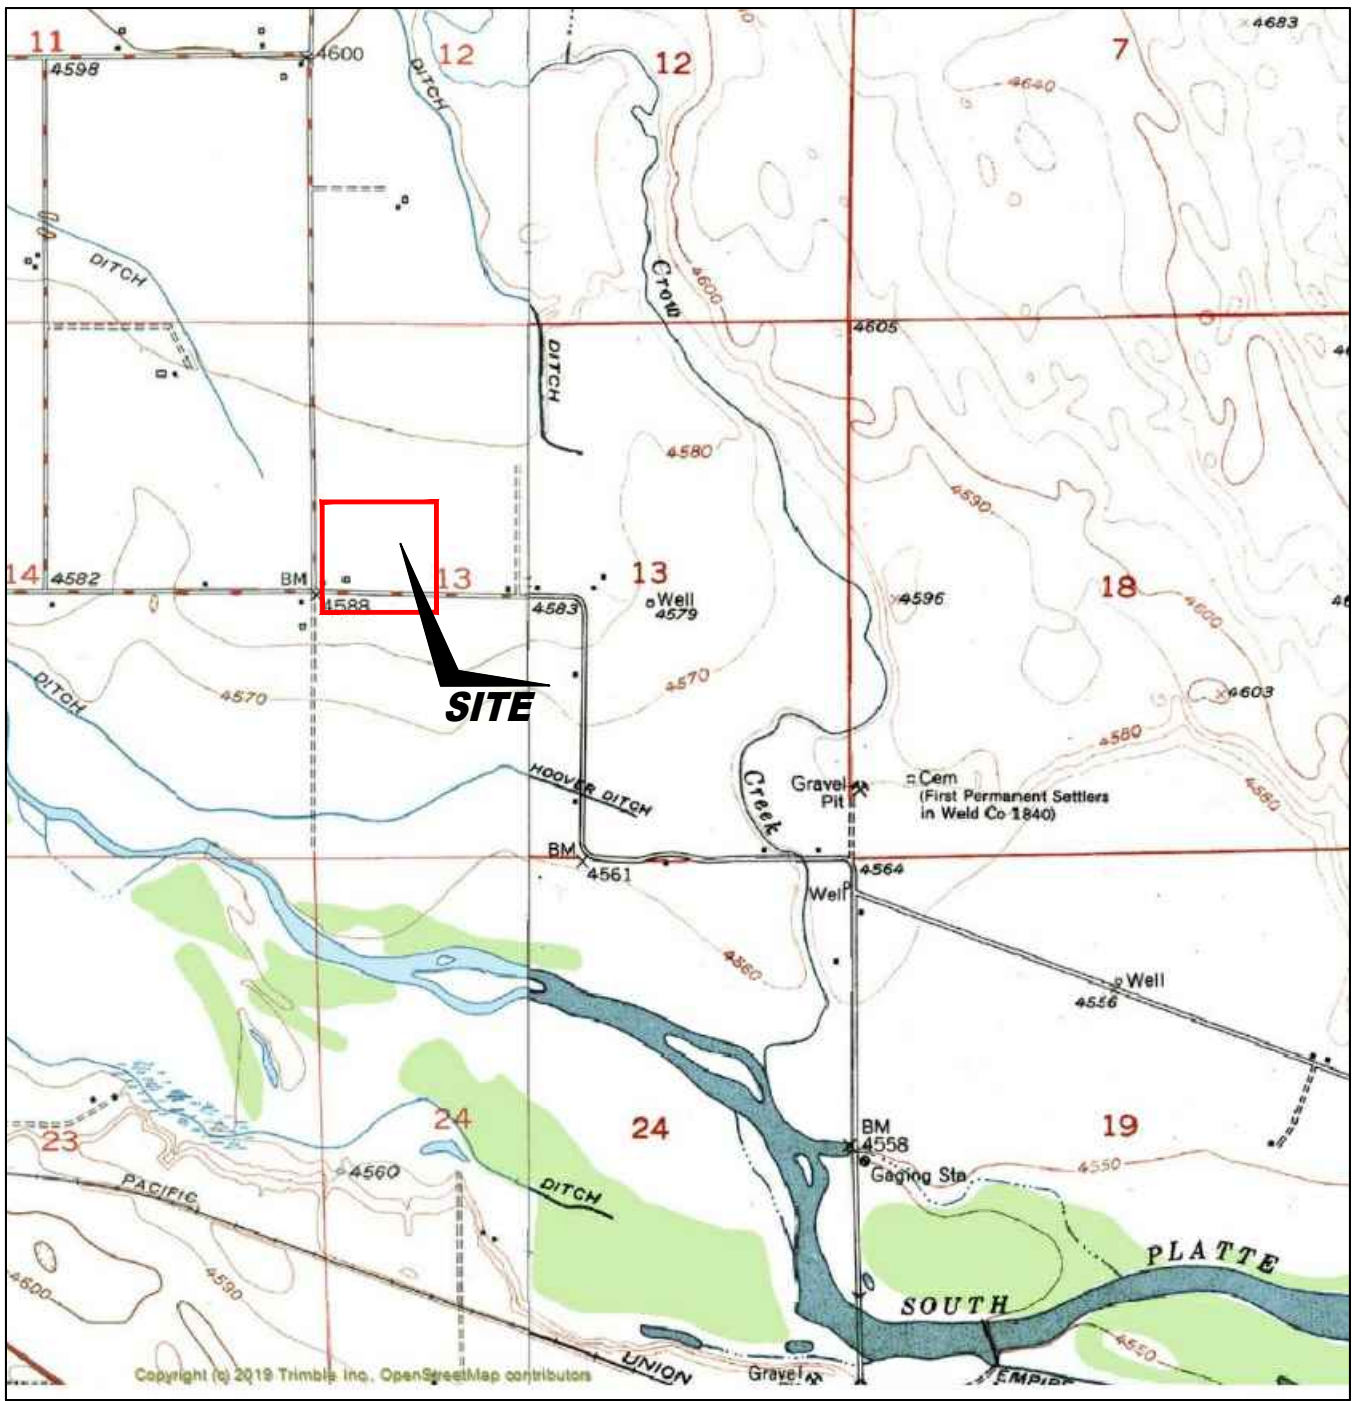 11
12
12
7
4683
4600
4598
DITCH
4640
DITCH
Crow
4600
4605
DITCH
4580
4590
14
4582
BM
4588
13
4583
13
Well
4579
4596
18
4600
DITCH
4570
SITE
4570
4603
4580
HOOVER DITCH
Creek
Gravel
Pit
Cem
(First Permanent Settlers
in Weld Co 1840)
4580
BM
4561
4564
Well
4560
Well
4556
23
24
24
BM
4558
19
4560
Gaging Sta
4550
PACIFIC
DITCH
4590
4600
SOUTH
PLATTE
4550
UNION
Gravel
EMPIRE
Copyright (c) 2019 Trimble Inc., OpenStreetMap contributors